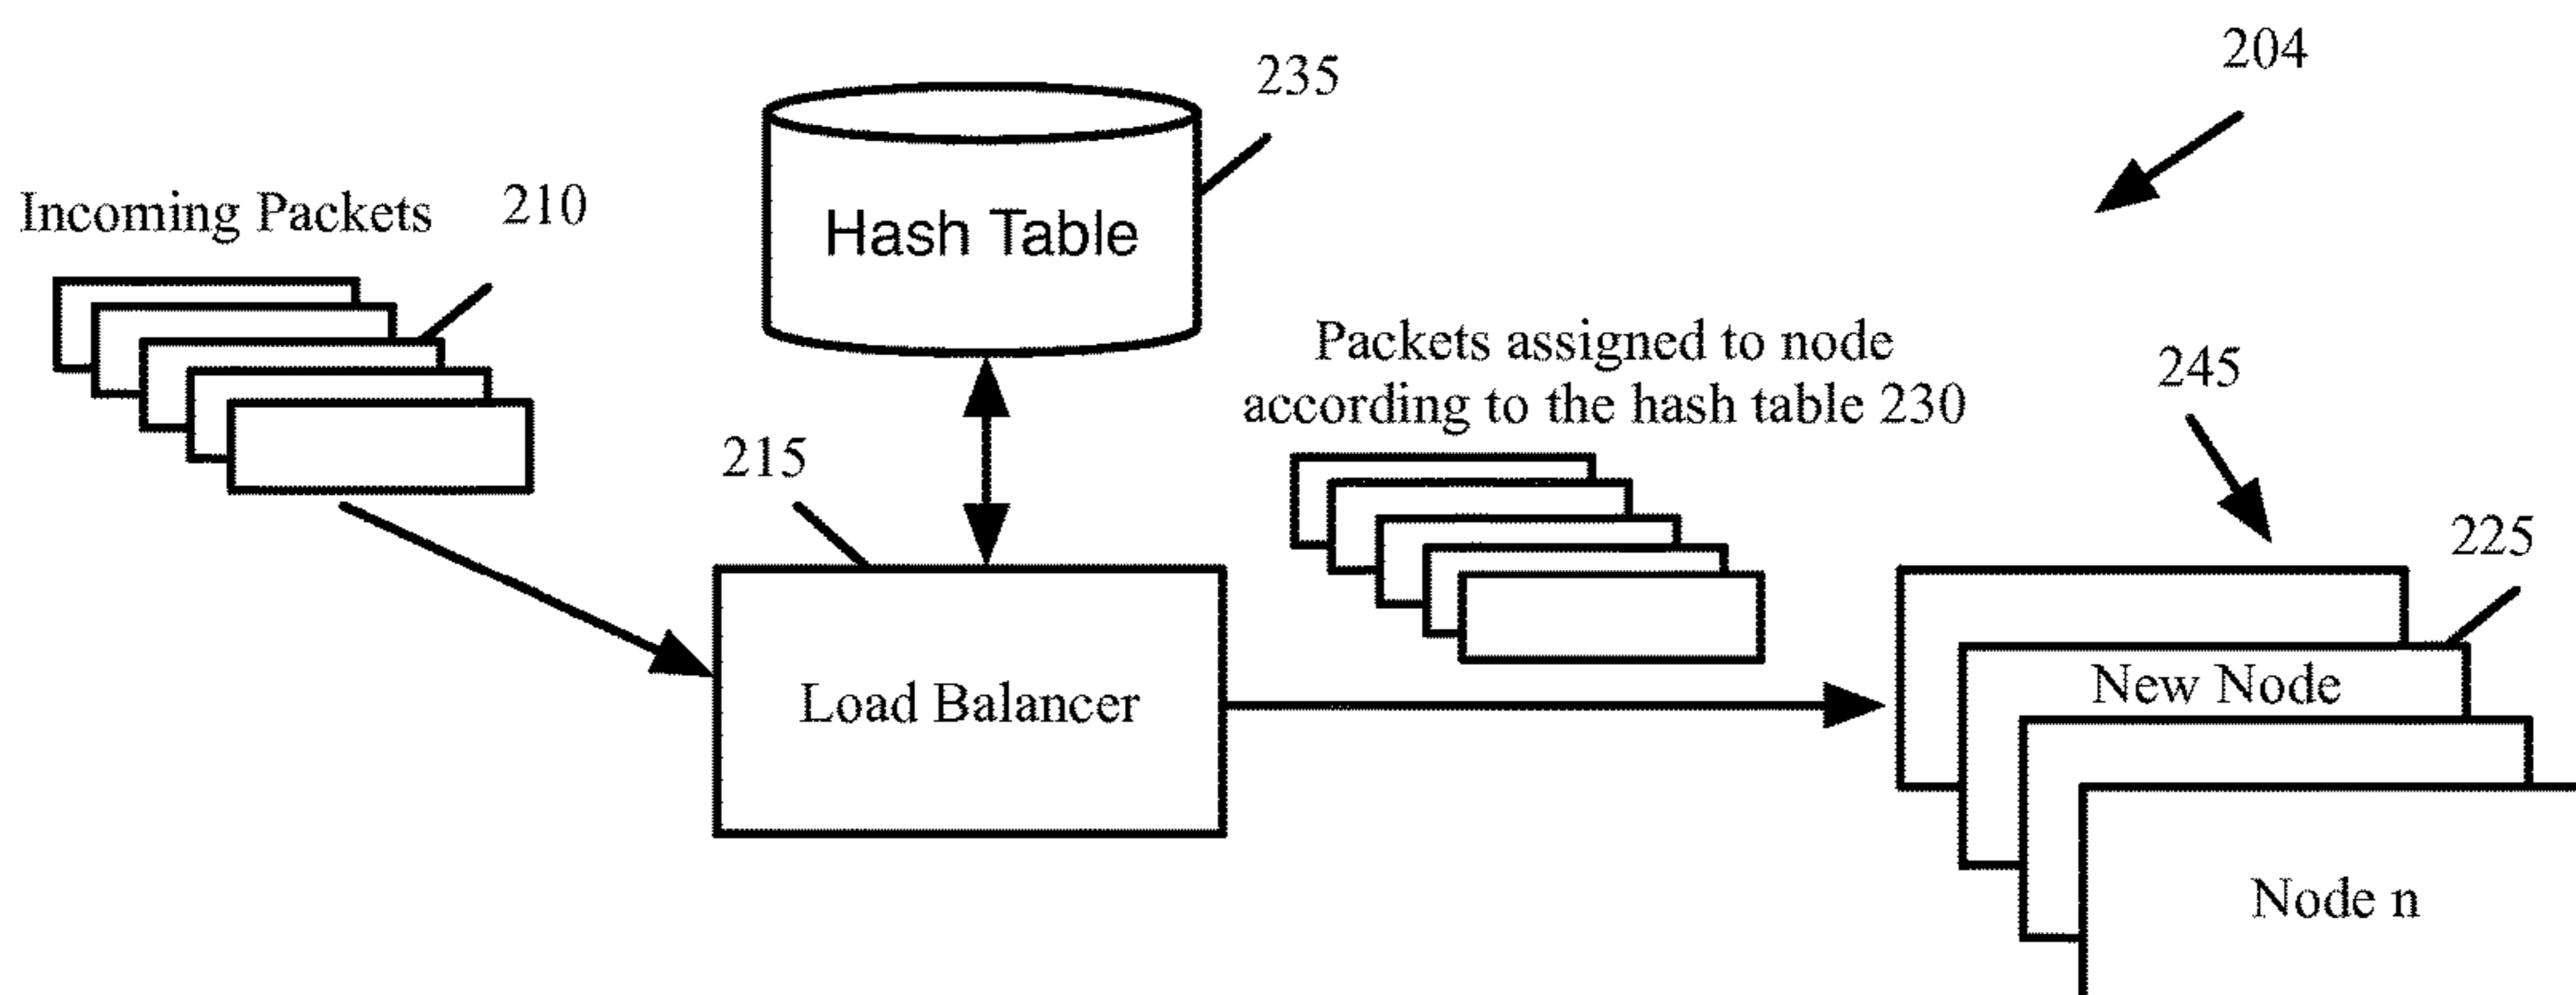 204
235
Incoming Packets 210
Hash Table
Packets assigned to node
according to the hash table 230
245
215
225
New Node
Load Balancer
Node n